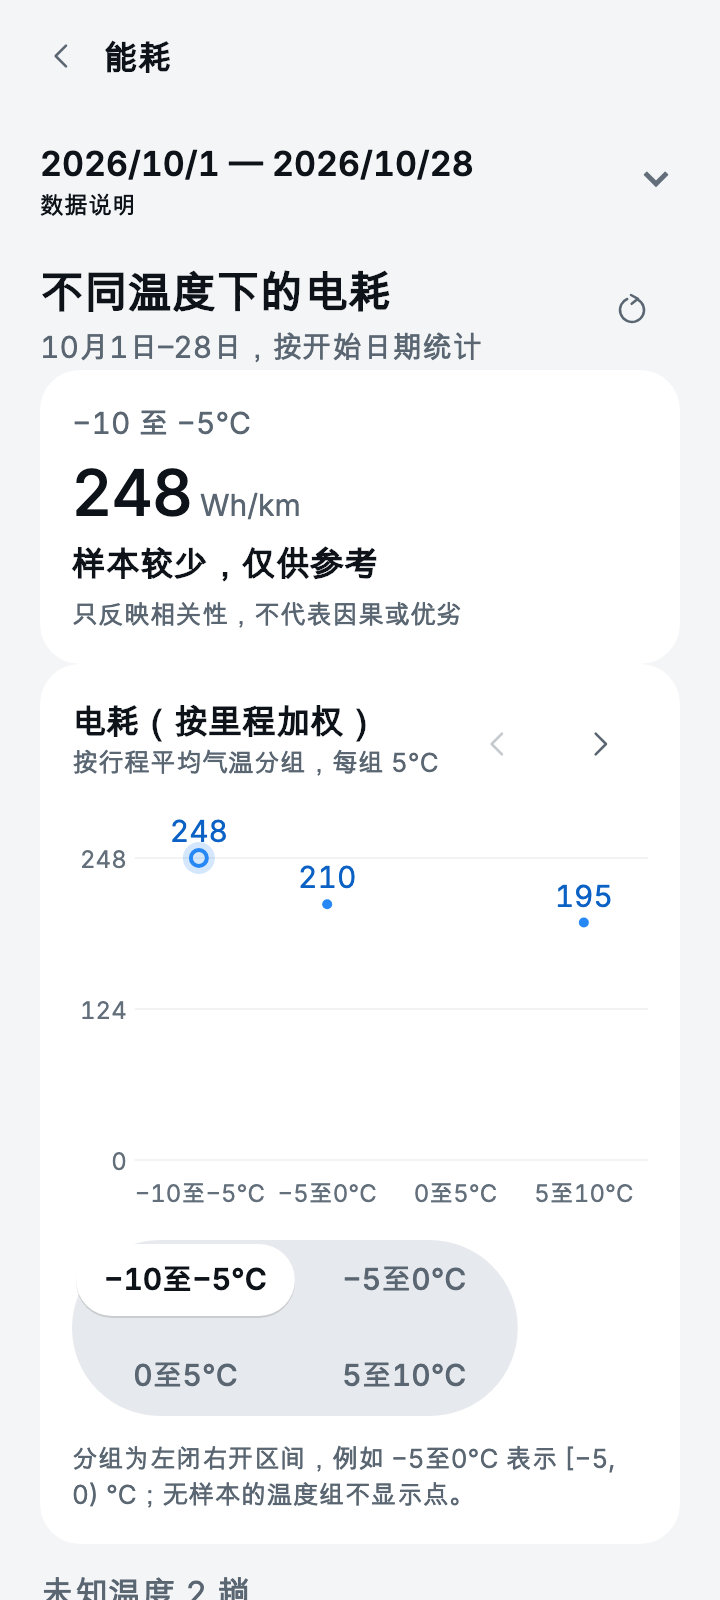 能耗
2026/10/1 — 2026/10/28
数据说明
不同温度下的电耗
10月1日–28日，按开始日期统计
−10 至 −5°C
248 Wh/km
样本较少，仅供参考
只反映相关性，不代表因果或优劣
电耗（按里程加权）
按行程平均气温分组，每组 5°C
248
210
195
248
124
0
−10至−5°C −5至0°C 0至5°C 5至10°C
−10至−5°C −5至0°C
0至5°C 5至10°C
分组为左闭右开区间，例如 −5至0°C 表示 [−5,
0) °C；无样本的温度组不显示点。
未知温度 2 趟